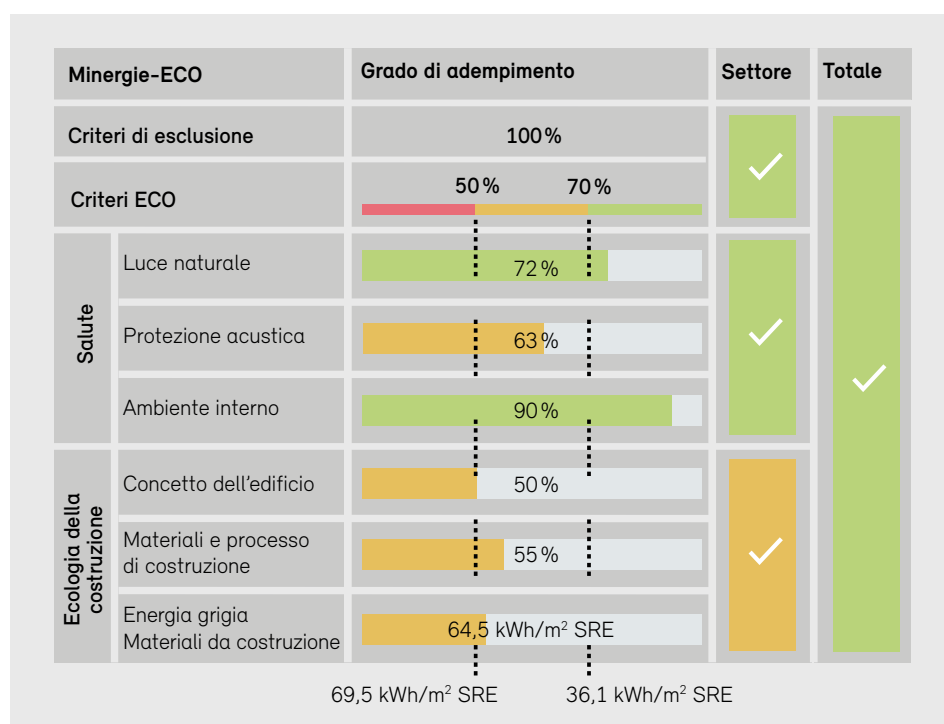 Minergie-ECO Grado di adempimento Settore Totale
Criteri di esclusione 100 %
Criteri ECO 50 % 70 %
Salute
Luce naturale 72 %
Protezione acustica 63 %
Ambiente interno 90 %
Ecologia della
costruzione
Concetto dell'edificio 50 %
Materiali e processo
di costruzione 55 %
Energia grigia
Materiali da costruzione 64,5 kWh/m² SRE
69,5 kWh/m² SRE 36,1 kWh/m² SRE